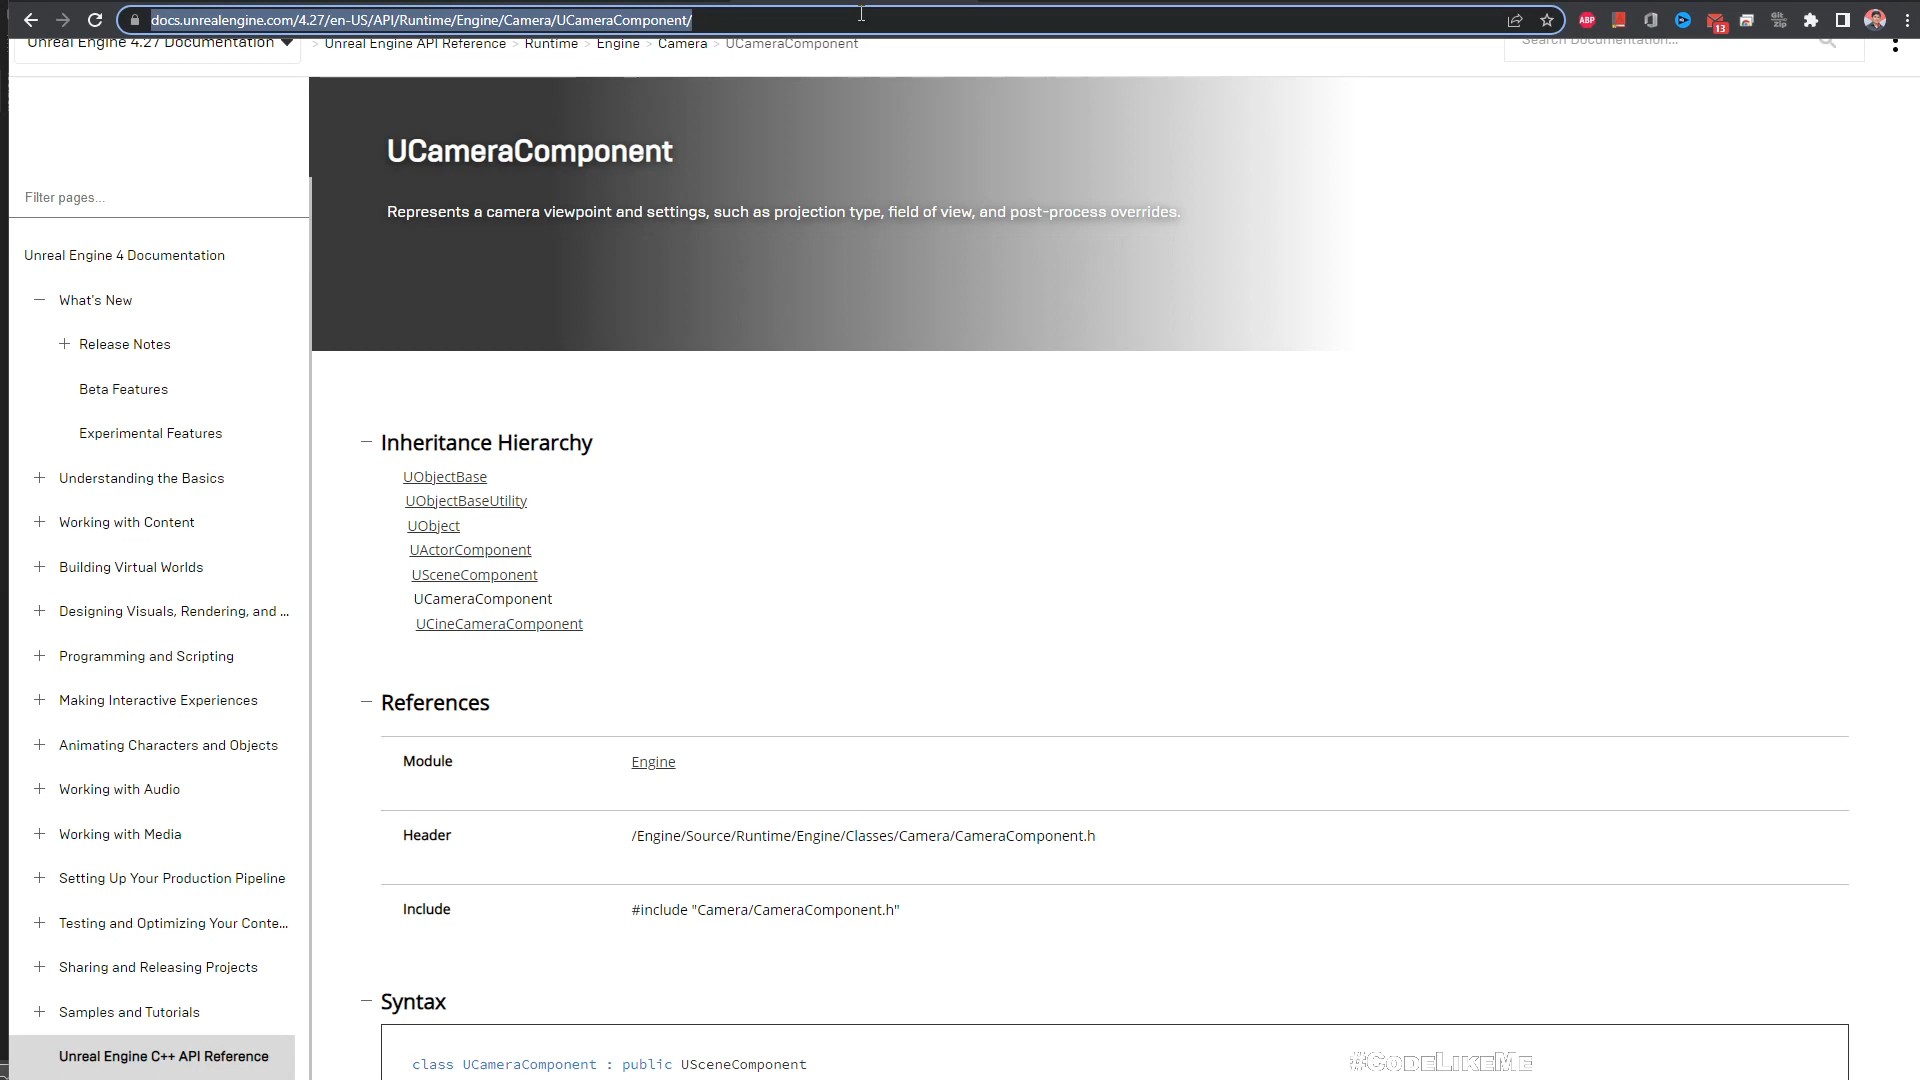 docs.unrealengine.com/4.27/en-US/API/Runtime/Engine/Camera/UCameraComponent/
ABP
13
Git
Zip
Unreal Engine 4.27 Documentation
> Unreal Engine API Reference > Runtime > Engine > Camera > UCameraComponent
Search Documentation...
UCameraComponent
Represents a camera viewpoint and settings, such as projection type, field of view, and post-process overrides.
Filter pages...
Unreal Engine 4 Documentation
What's New
Release Notes
Beta Features
Experimental Features
Understanding the Basics
Working with Content
Building Virtual Worlds
Designing Visuals, Rendering, and ...
Programming and Scripting
Making Interactive Experiences
Animating Characters and Objects
Working with Audio
Working with Media
Setting Up Your Production Pipeline
Testing and Optimizing Your Conte...
Sharing and Releasing Projects
Samples and Tutorials
Unreal Engine C++ API Reference
Inheritance Hierarchy
UObjectBase
UObjectBaseUtility
UObject
UActorComponent
USceneComponent
UCameraComponent
UCineCameraComponent
References
Module Engine
Header /Engine/Source/Runtime/Engine/Classes/Camera/CameraComponent.h
Include #include "Camera/CameraComponent.h"
Syntax
class UCameraComponent : public USceneComponent
#CodeLikeMe